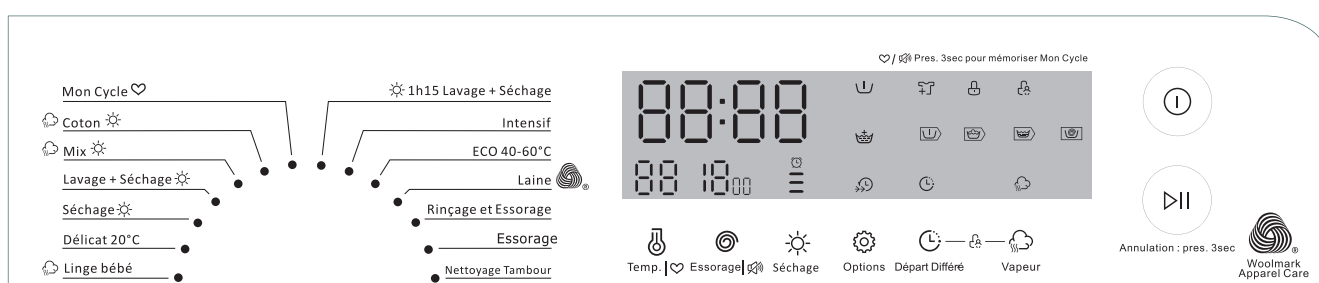 ♡/ Pres. 3sec pour mémoriser Mon Cycle
Mon Cycle
Coton
Mix
Lavage + Séchage
Séchage
Délicat 20°C
Linge bébé
1h15 Lavage + Séchage
Intensif
ECO 40-60°C
Laine ®
Rinçage et Essorage
Essorage
Nettoyage Tambour
88:88
88 1800
Temp. | ♡ Essorage | Séchage Options Départ Différé Vapeur
Annulation : pres. 3sec
®
Woolmark
Apparel Care